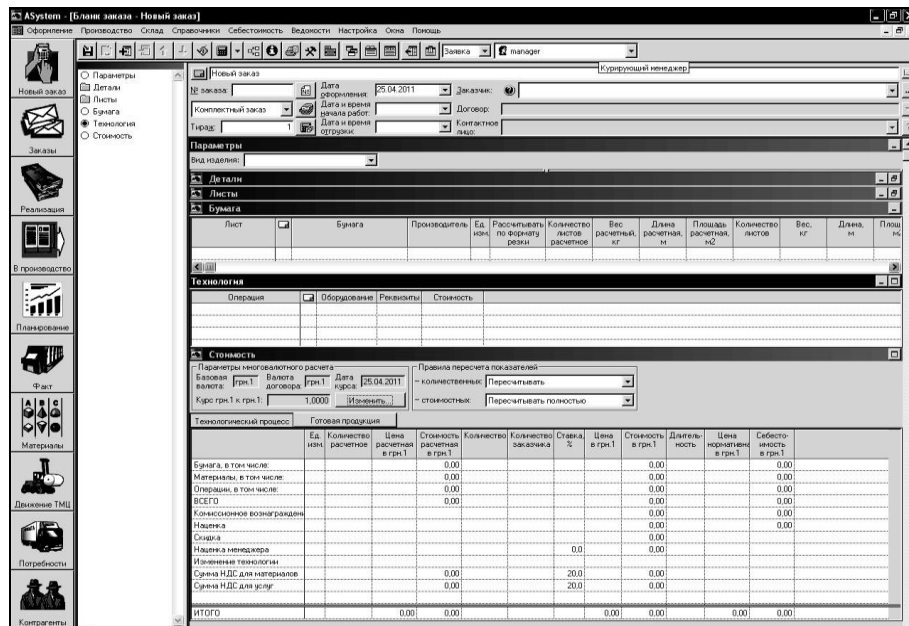 ASystem - [Бланк заказа - Новый заказ]
Оформление Производство Склад Справочники Себестоимость Ведомости Настройка Окна Помощь
Заявка manager
Курирующий менеджер
Новый заказ
Заказы
Реализация
В производство
Планирование
Факт
Материалы
Движение ТМЦ
Потребности
Контрагенты
Параметры
Детали
Листы
Бумага
Технология
Стоимость
Новый заказ
№ заказа: Дата оформления: 25.04.2011 Заказчик:
Комплектный заказ Дата и время начала работ: Договор:
Тираж: 1 Дата и время отгрузки: Контактное лицо:
Параметры
Вид изделия:
Детали
Листы
Бумага
Лист Бумага Производитель Ед. изм. Рассчитывать по формату резки Количество листов расчетное Вес расчетный, кг Длина расчетная, м Площадь расчетная, м2 Количество листов Вес, кг Длина, м Площ м
Технология
Операция Оборудование Реквизиты Стоимость
Стоимость
Параметры многовалютного расчета Правила пересчета показателей
Базовая валюта: грн.1 Валюта договора: грн.1 Дата курса: 25.04.2011 – количественных: Пересчитывать
Курс грн.1 к грн.1: 1,0000 Изменить... – стоимостных: Пересчитывать полностью
Технологический процесс Готовая продукция
Ед. изм. Количество расчетное Цена расчетная в грн.1 Стоимость расчетная в грн.1 Количество Количество заказчика Ставка, % Цена в грн.1 Стоимость в грн.1 Длитель- ность Цена нормативна в грн.1 Себесто- имость в грн.1
Бумага, в том числе: 0,00 0,00 0,00
Материалы, в том числе: 0,00 0,00 0,00
Операции, в том числе: 0,00 0,00 0,00
ВСЕГО 0,00 0,00 0,00
Комиссионное вознагражден 0,00 0,00
Наценка 0,00 0,00
Скидка 0,00
Наценка менеджера 0,0 0,00
Изменение технологии
Сумма НДС для материалов 0,00 20,0 0,00
Сумма НДС для услуг 0,00 20,0 0,00
ИТОГО 0,00 0,00 0,00 0,00 0,00 0,00